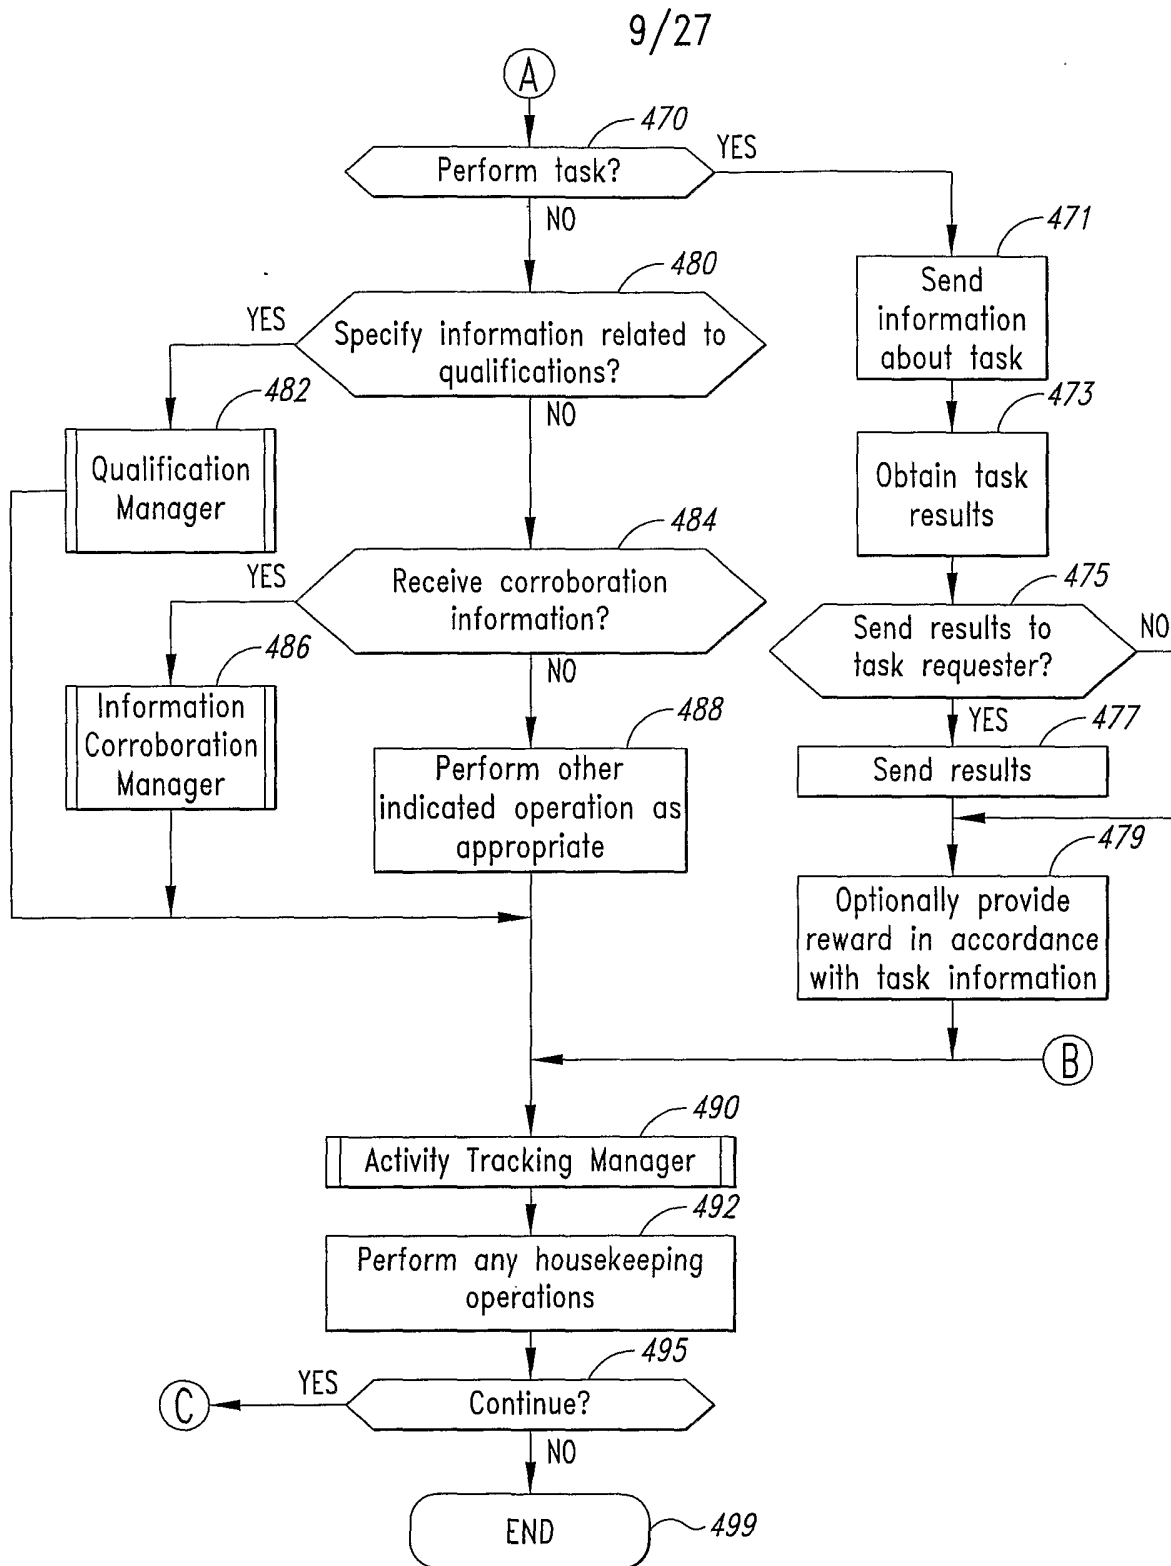 9/27
A
470
Perform task?
YES
NO
471
Send
information
about task
480
YES
Specify information related to
qualifications?
NO
482
Qualification
Manager
473
Obtain task
results
484
YES
Receive corroboration
information?
NO
475
Send results to
task requester?
NO
YES
486
Information
Corroboration
Manager
488
Perform other
indicated operation as
appropriate
477
Send results
479
Optionally provide
reward in accordance
with task information
B
490
Activity Tracking Manager
492
Perform any housekeeping
operations
495
YES
C
Continue?
NO
END
499